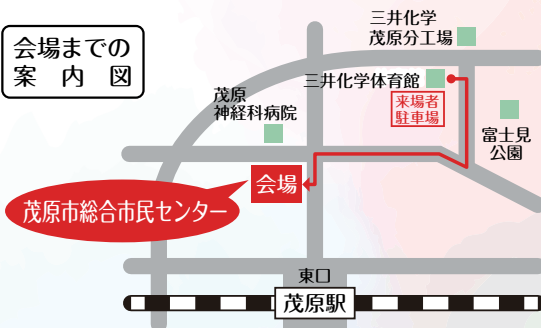 会場までの
案内図
三井化学
茂原分工場
三井化学体育館
来場者
駐車場
茂原
神経科病院
富士見
公園
会場
茂原市総合市民センター
東口
茂原駅